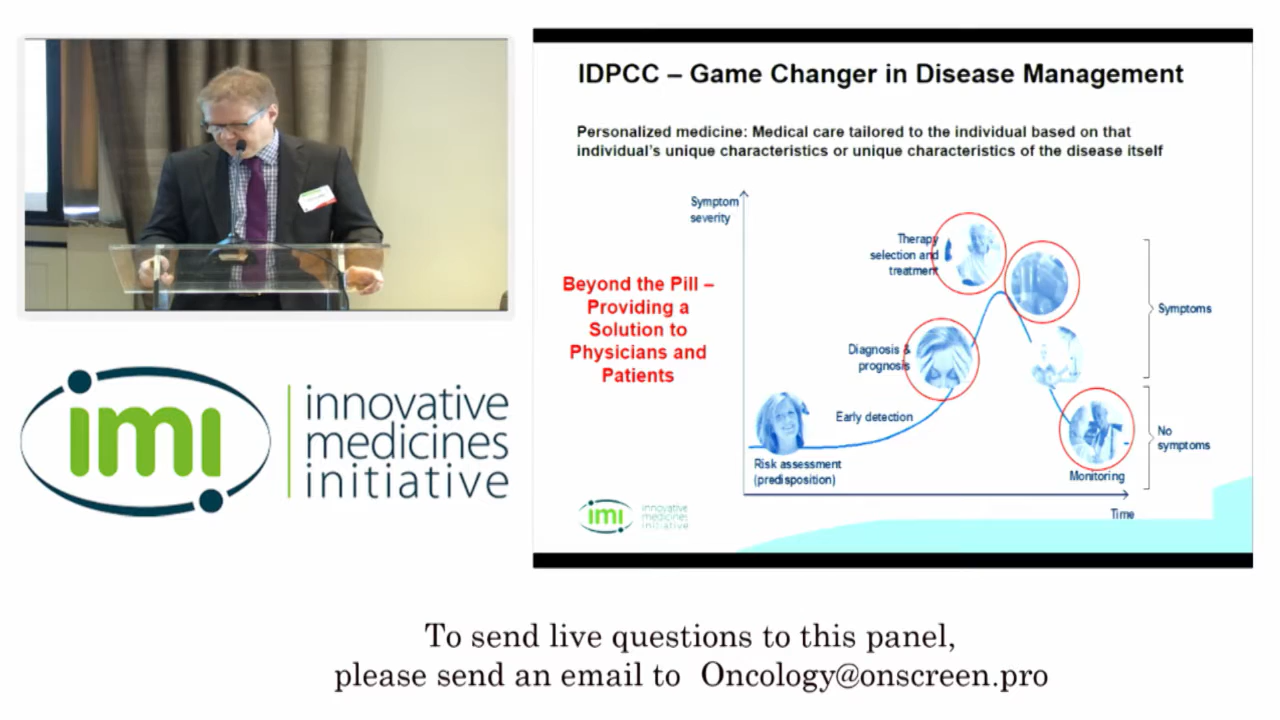 IDPCC – Game Changer in Disease Management
Personalized medicine: Medical care tailored to the individual based on that
individual's unique characteristics or unique characteristics of the disease itself
Symptom
severity
Therapy
selection and
treatment
Beyond the Pill –
Providing a
Solution to
Physicians and
Patients
Symptoms
Diagnosis &
prognosis
Early detection
No
symptoms
Risk assessment
(predisposition)
Monitoring
Time
imi
innovative
medicines
initiative
imi
innovative
medicines
initiative
To send live questions to this panel,
please send an email to Oncology@onscreen.pro